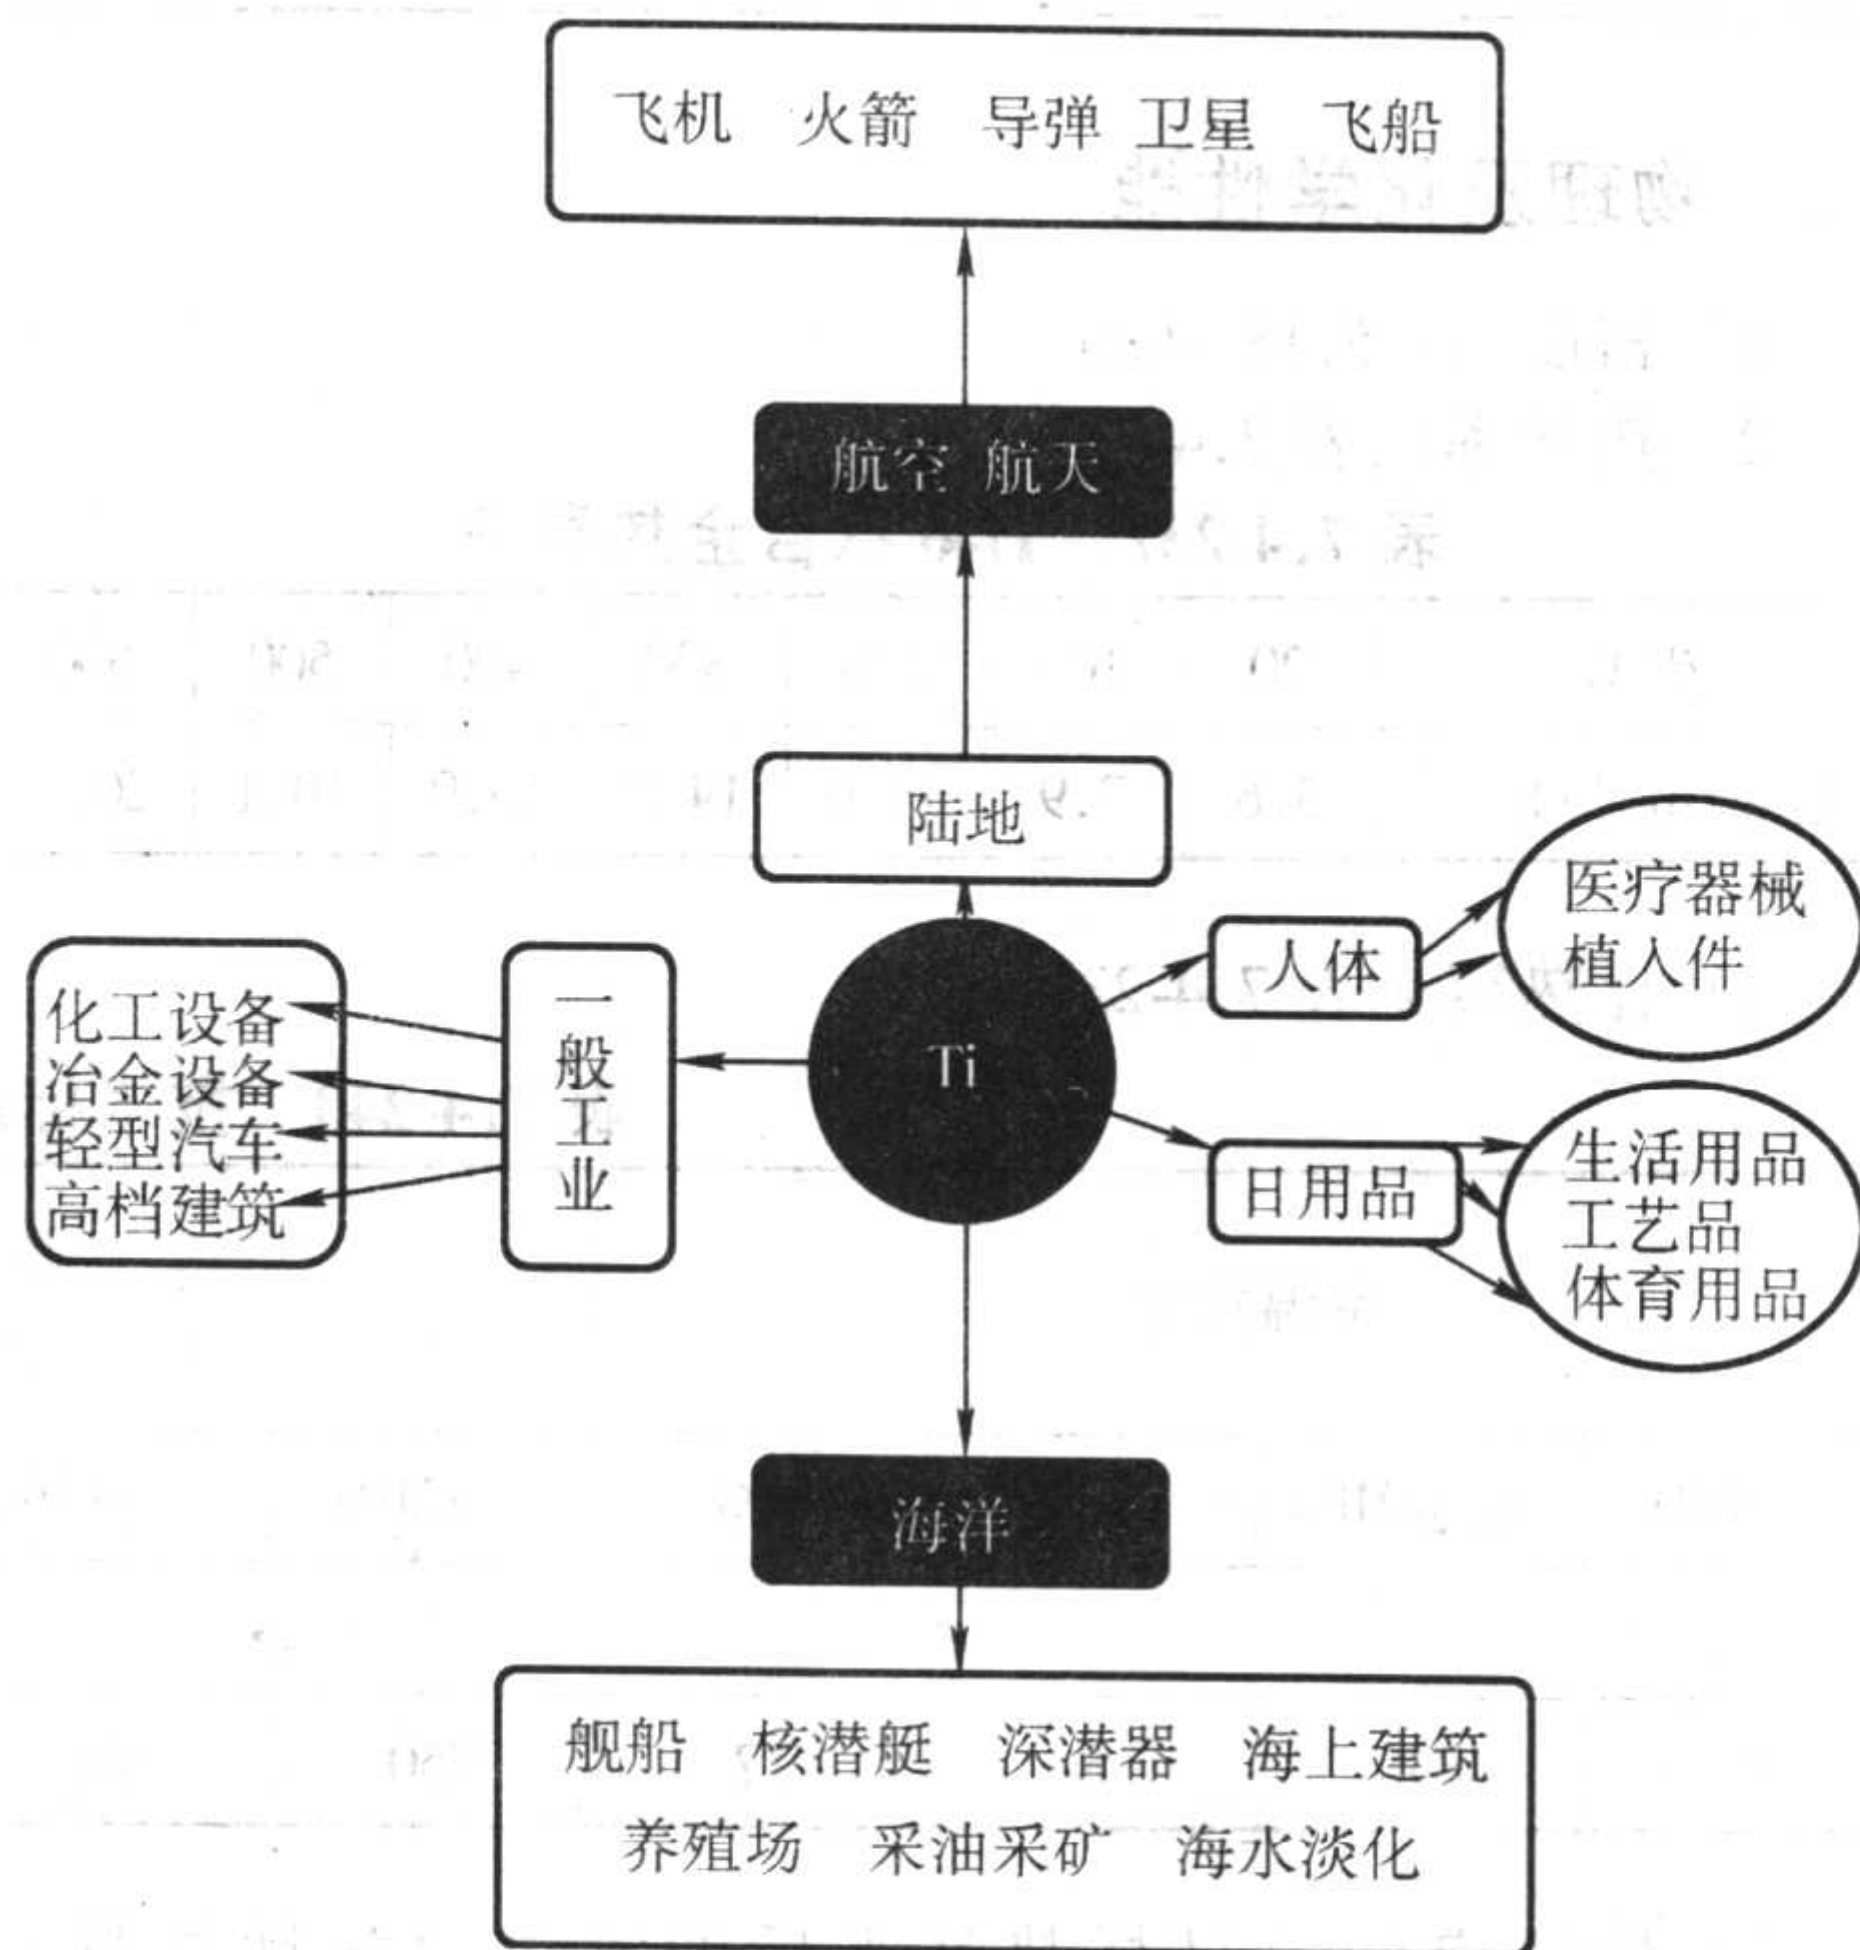 飞机 火箭 导弹 卫星 飞船
航空 航天
陆地
人体
医疗器械
植入件
Ti
一般工业
化工设备
冶金设备
轻型汽车
高档建筑
日用品
生活用品
工艺品
体育用品
海洋
舰船 核潜艇 深潜器 海上建筑
养殖场 采油采矿 海水淡化